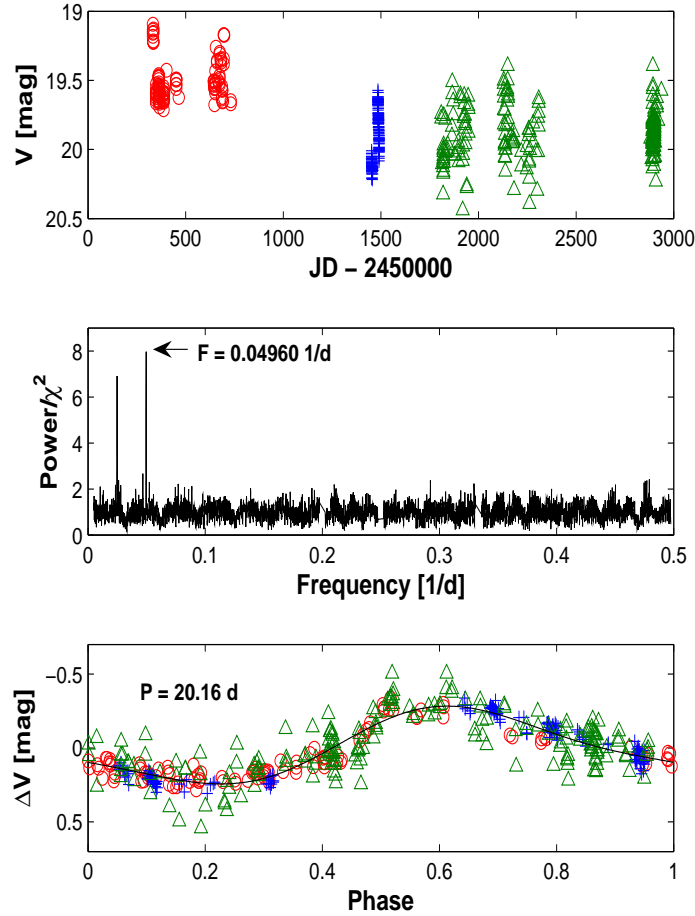 19
19.5
20
20.5
V [mag]
0 500 1000 1500 2000 2500 3000
JD − 2450000
8
6
4
2
0
Power/χ²
F = 0.04960 1/d
0 0.1 0.2 0.3 0.4 0.5
Frequency [1/d]
−0.5
0
0.5
ΔV [mag]
P = 20.16 d
0 0.2 0.4 0.6 0.8 1
Phase